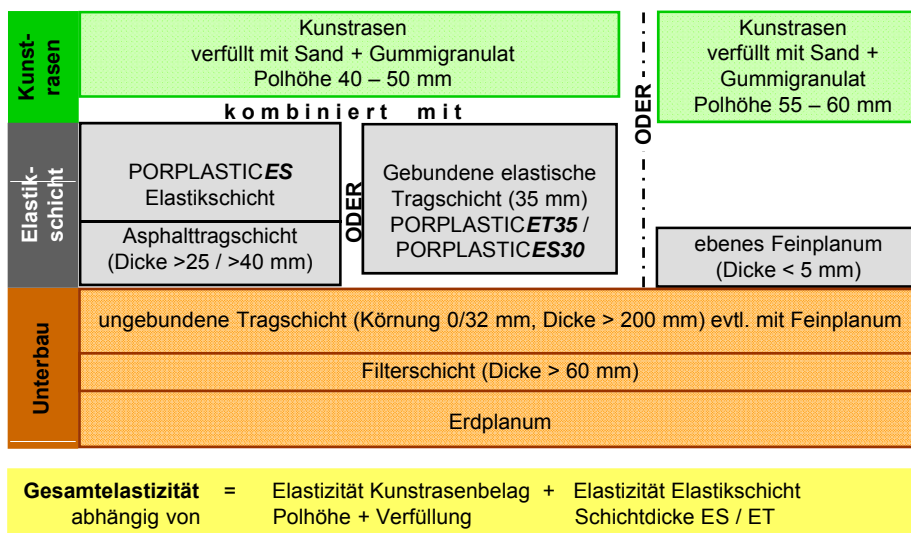 Kunst-
rasen
Kunstrasen
verfüllt mit Sand + Gummigranulat
Polhöhe 40 – 50 mm
kombiniert mit
ODER
Kunstrasen
verfüllt mit Sand +
Gummigranulat
Polhöhe 55 – 60 mm
Elastik-
schicht
PORPLASTICES
Elastikschicht
Asphalttragschicht
(Dicke >25 / >40 mm)
ODER
Gebundene elastische
Tragschicht (35 mm)
PORPLASTICET35 /
PORPLASTICES30
ebenes Feinplanum
(Dicke < 5 mm)
Unterbau
ungebundene Tragschicht (Körnung 0/32 mm, Dicke > 200 mm) evtl. mit Feinplanum
Filterschicht (Dicke > 60 mm)
Erdplanum
Gesamtelastizität = Elastizität Kunstrasenbelag + Elastizität Elastikschicht
abhängig von Polhöhe + Verfüllung Schichtdicke ES / ET